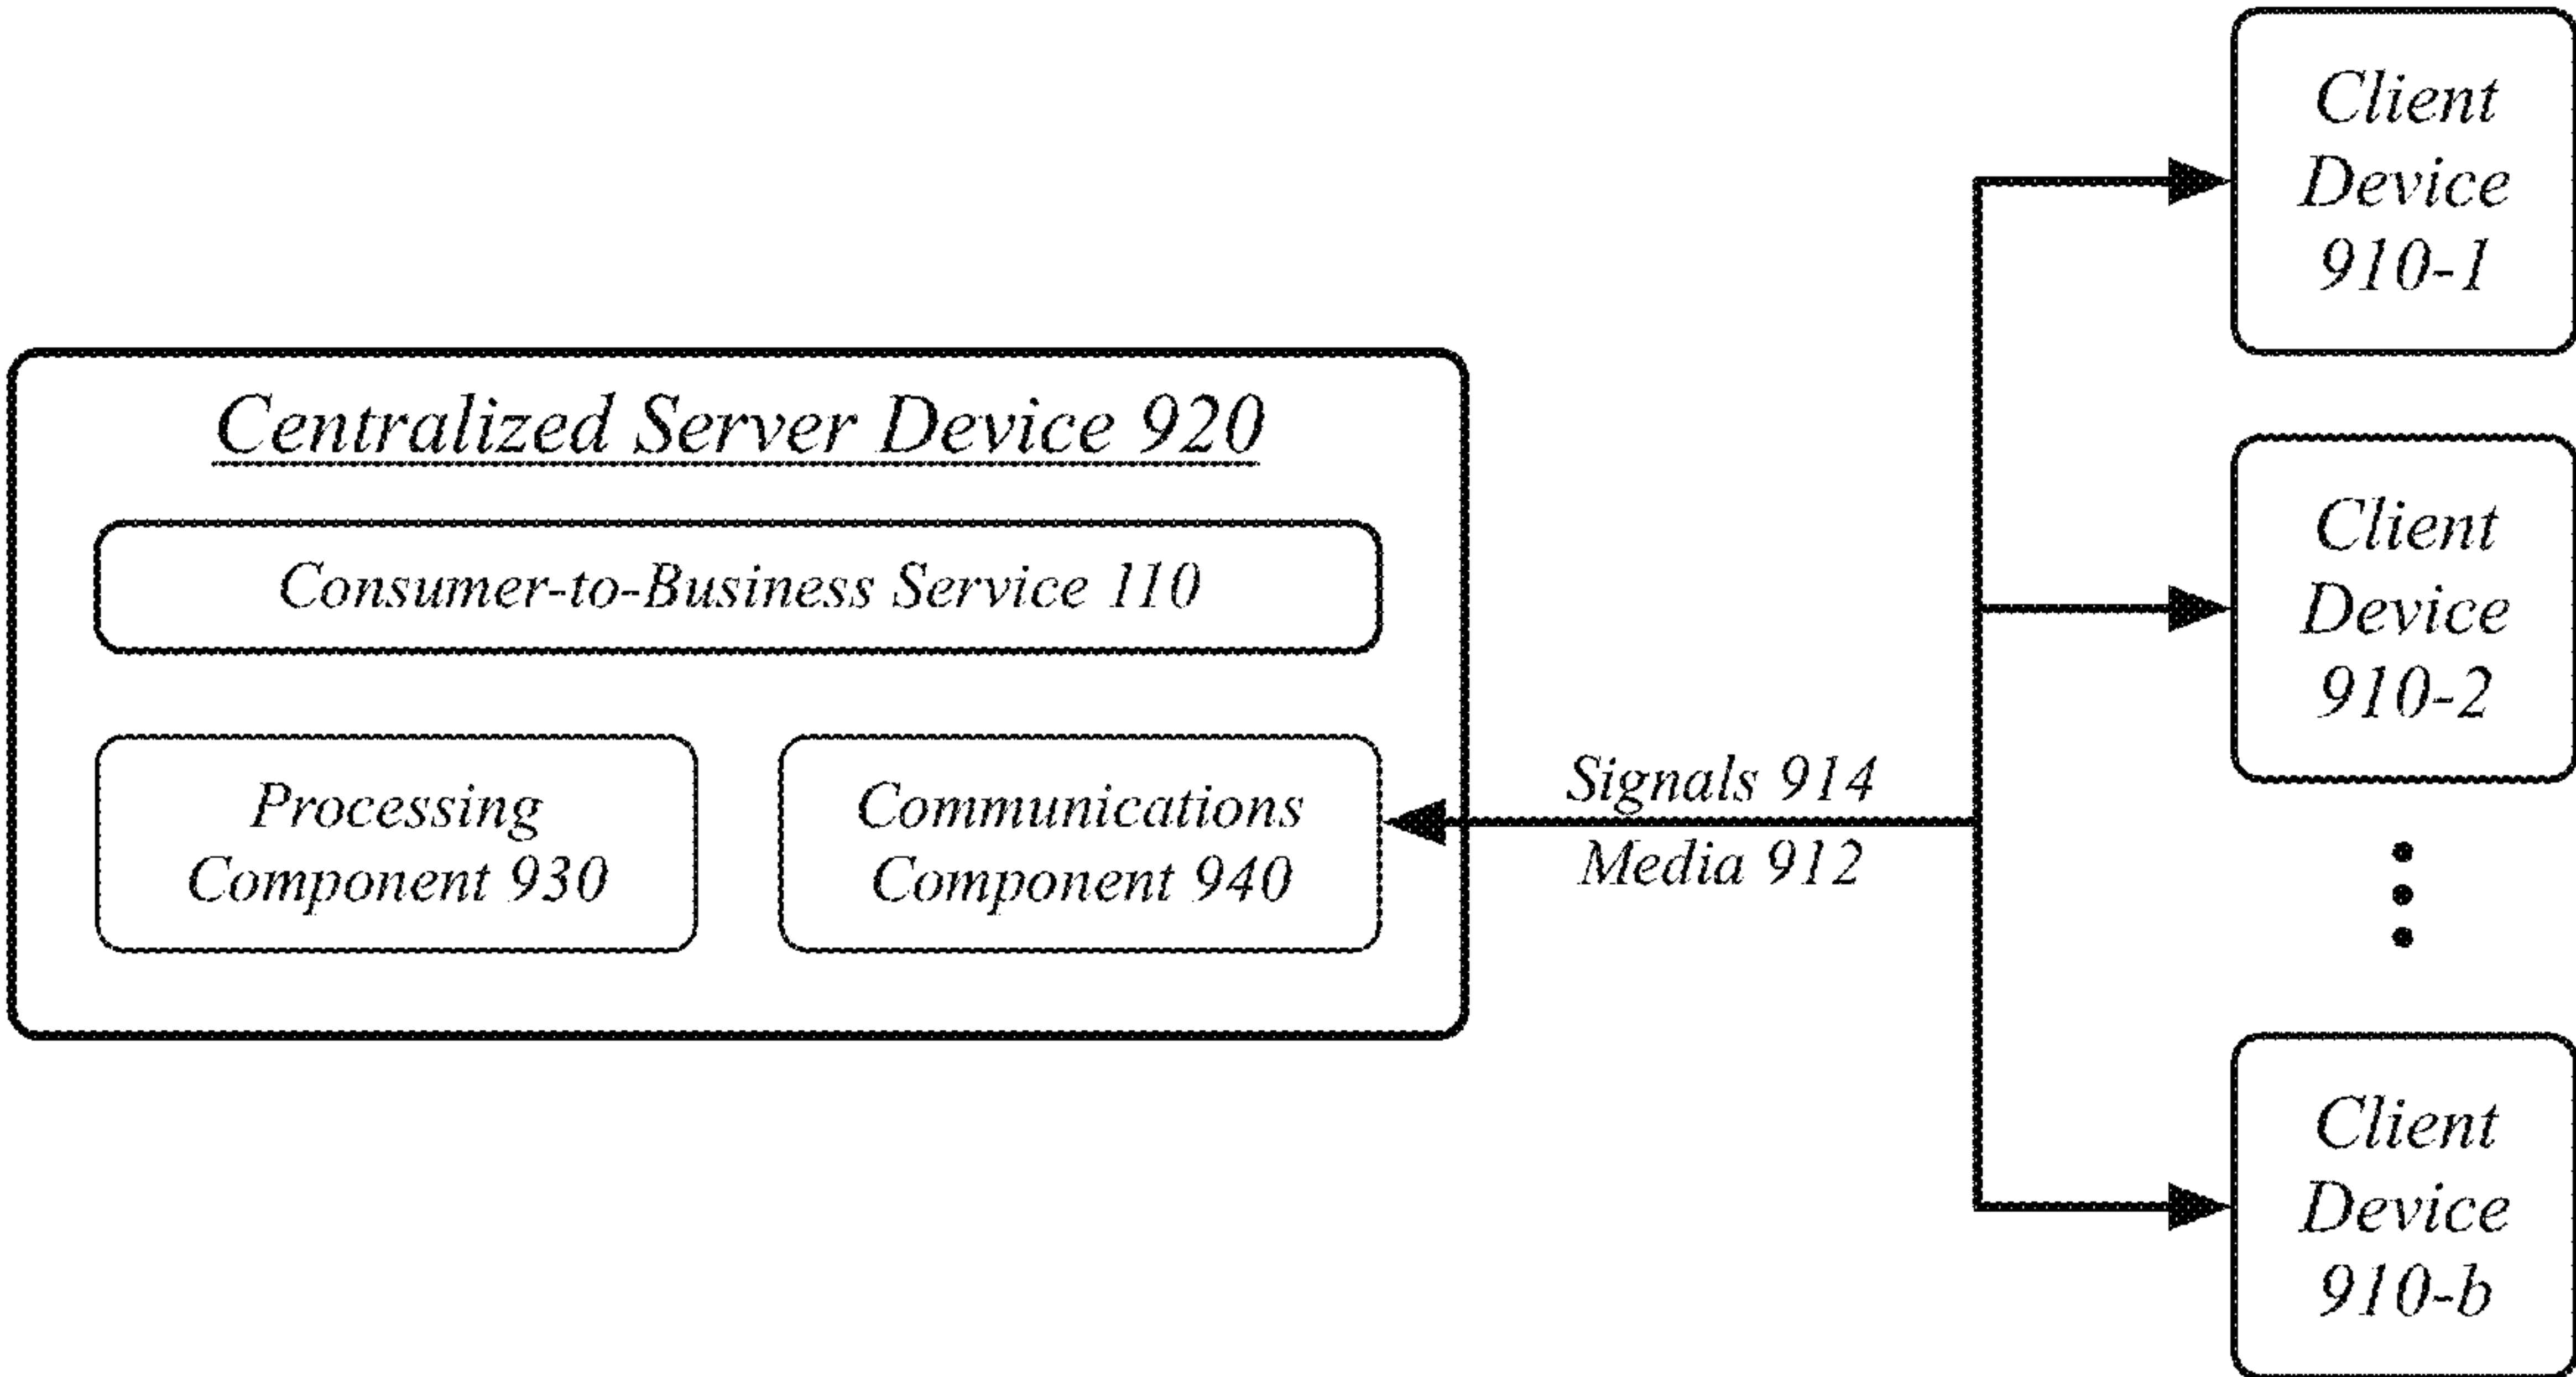 Centralized Server Device 920
Consumer-to-Business Service 110
Processing
Component 930
Communications
Component 940
Signals 914
Media 912
Client
Device
910-1
Client
Device
910-2
Client
Device
910-b